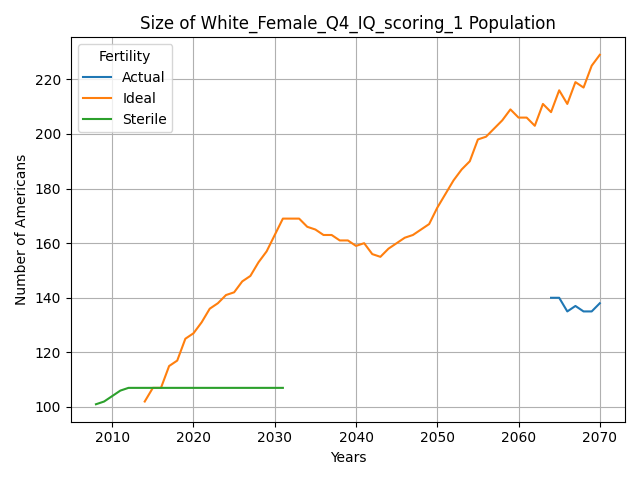 Size of White_Female_Q4_IQ_scoring_1 Population
Fertility
Actual
Ideal
Sterile
Number of Americans
220
200
180
160
140
120
100
2010 2020 2030 2040 2050 2060 2070
Years